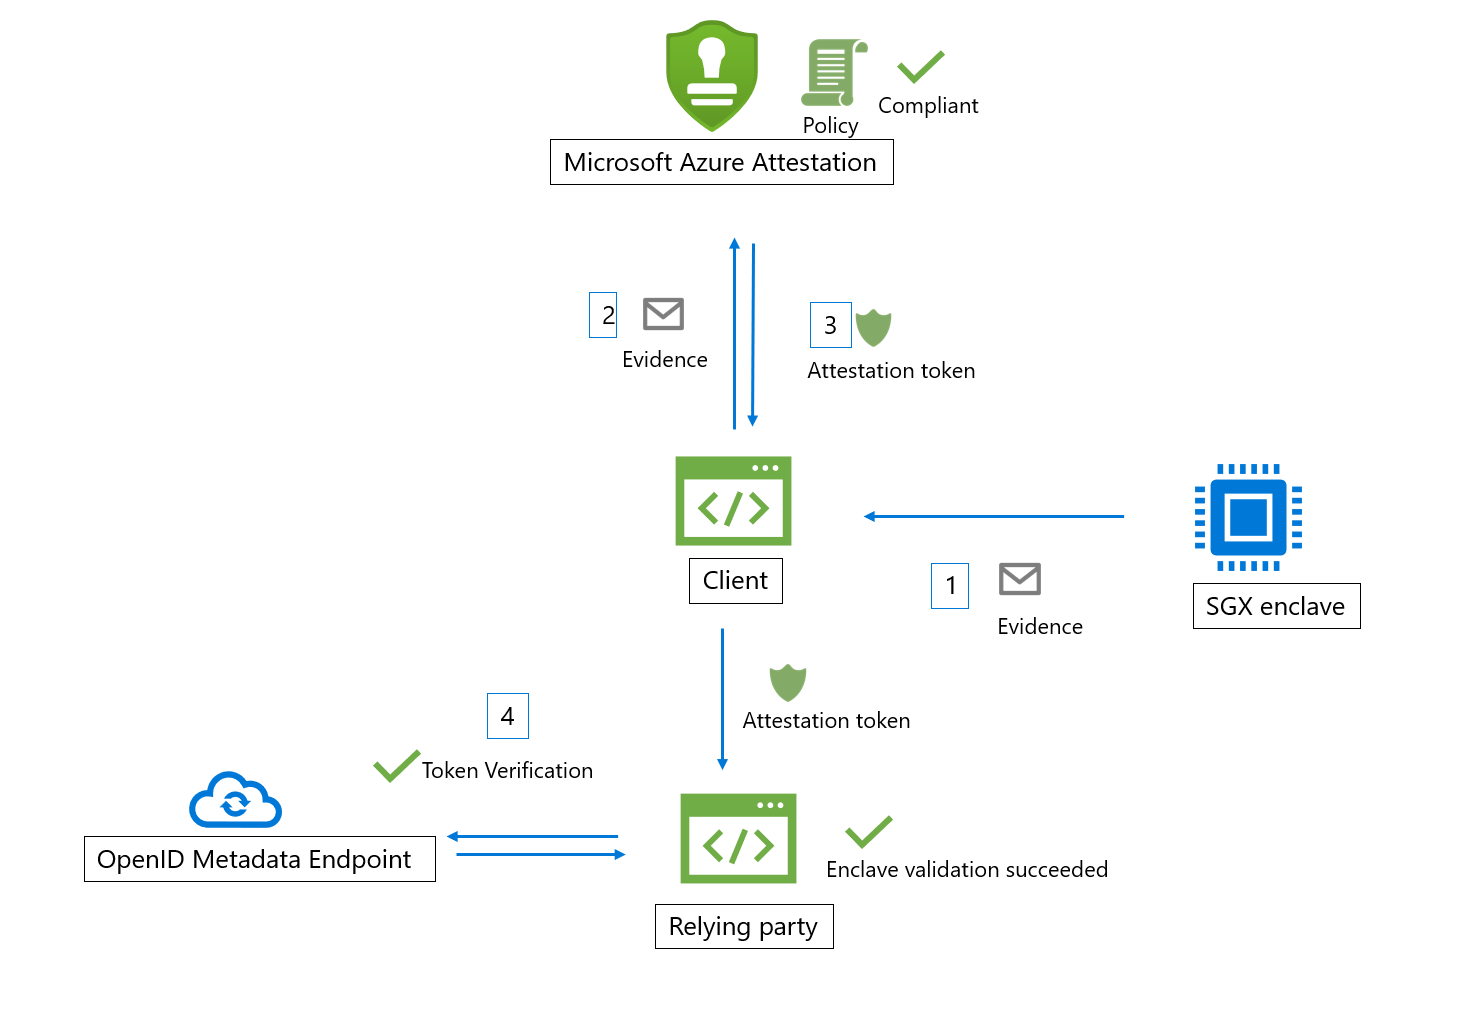 Compliant
Policy
Microsoft Azure Attestation
2
Evidence
3
Attestation token
Client
1
Evidence
SGX enclave
Attestation token
4
Token Verification
OpenID Metadata Endpoint
Enclave validation succeeded
Relying party